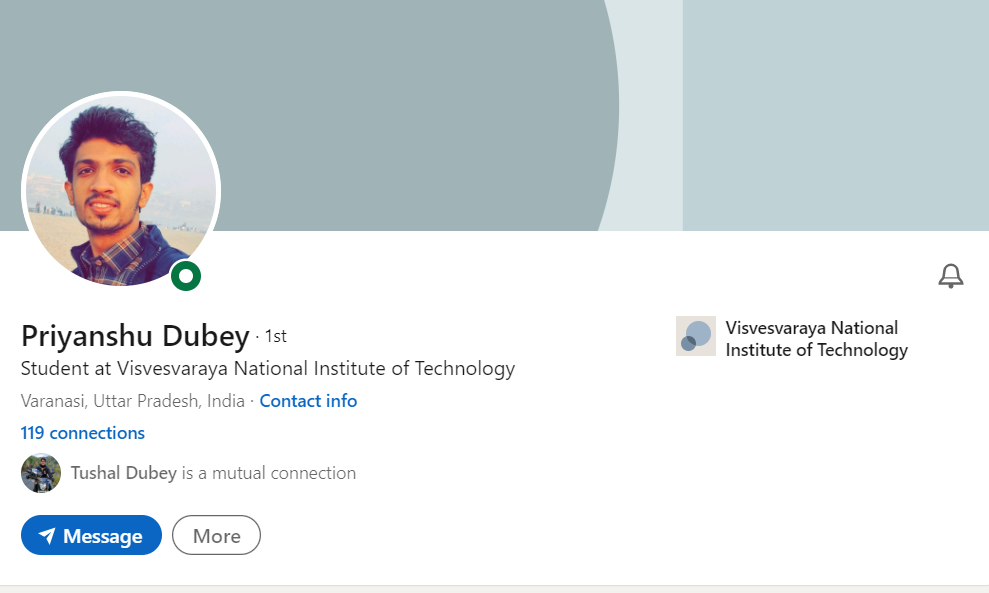 Priyanshu Dubey · 1st
Student at Visvesvaraya National Institute of Technology
Varanasi, Uttar Pradesh, India · Contact info
119 connections
Tushal Dubey is a mutual connection
Message
More
Visvesvaraya National
Institute of Technology